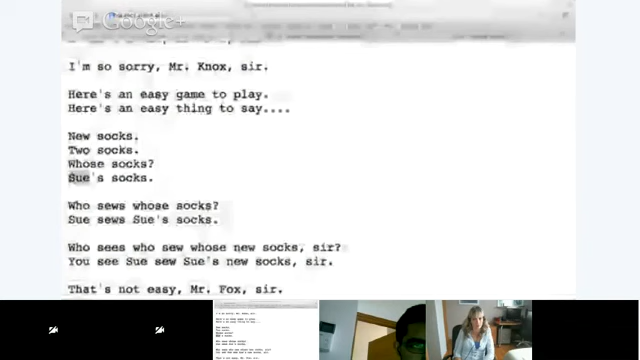 Google+
I'm so sorry, Mr. Knox, sir.
Here's an easy game to play.
Here's an easy thing to say....
New socks.
Two socks.
Whose socks?
Sue's socks.
Who sews whose socks?
Sue sews Sue's socks.
Who sees who sew whose new socks, sir?
You see Sue sew Sue's new socks, sir.
That's not easy, Mr. Fox, sir.